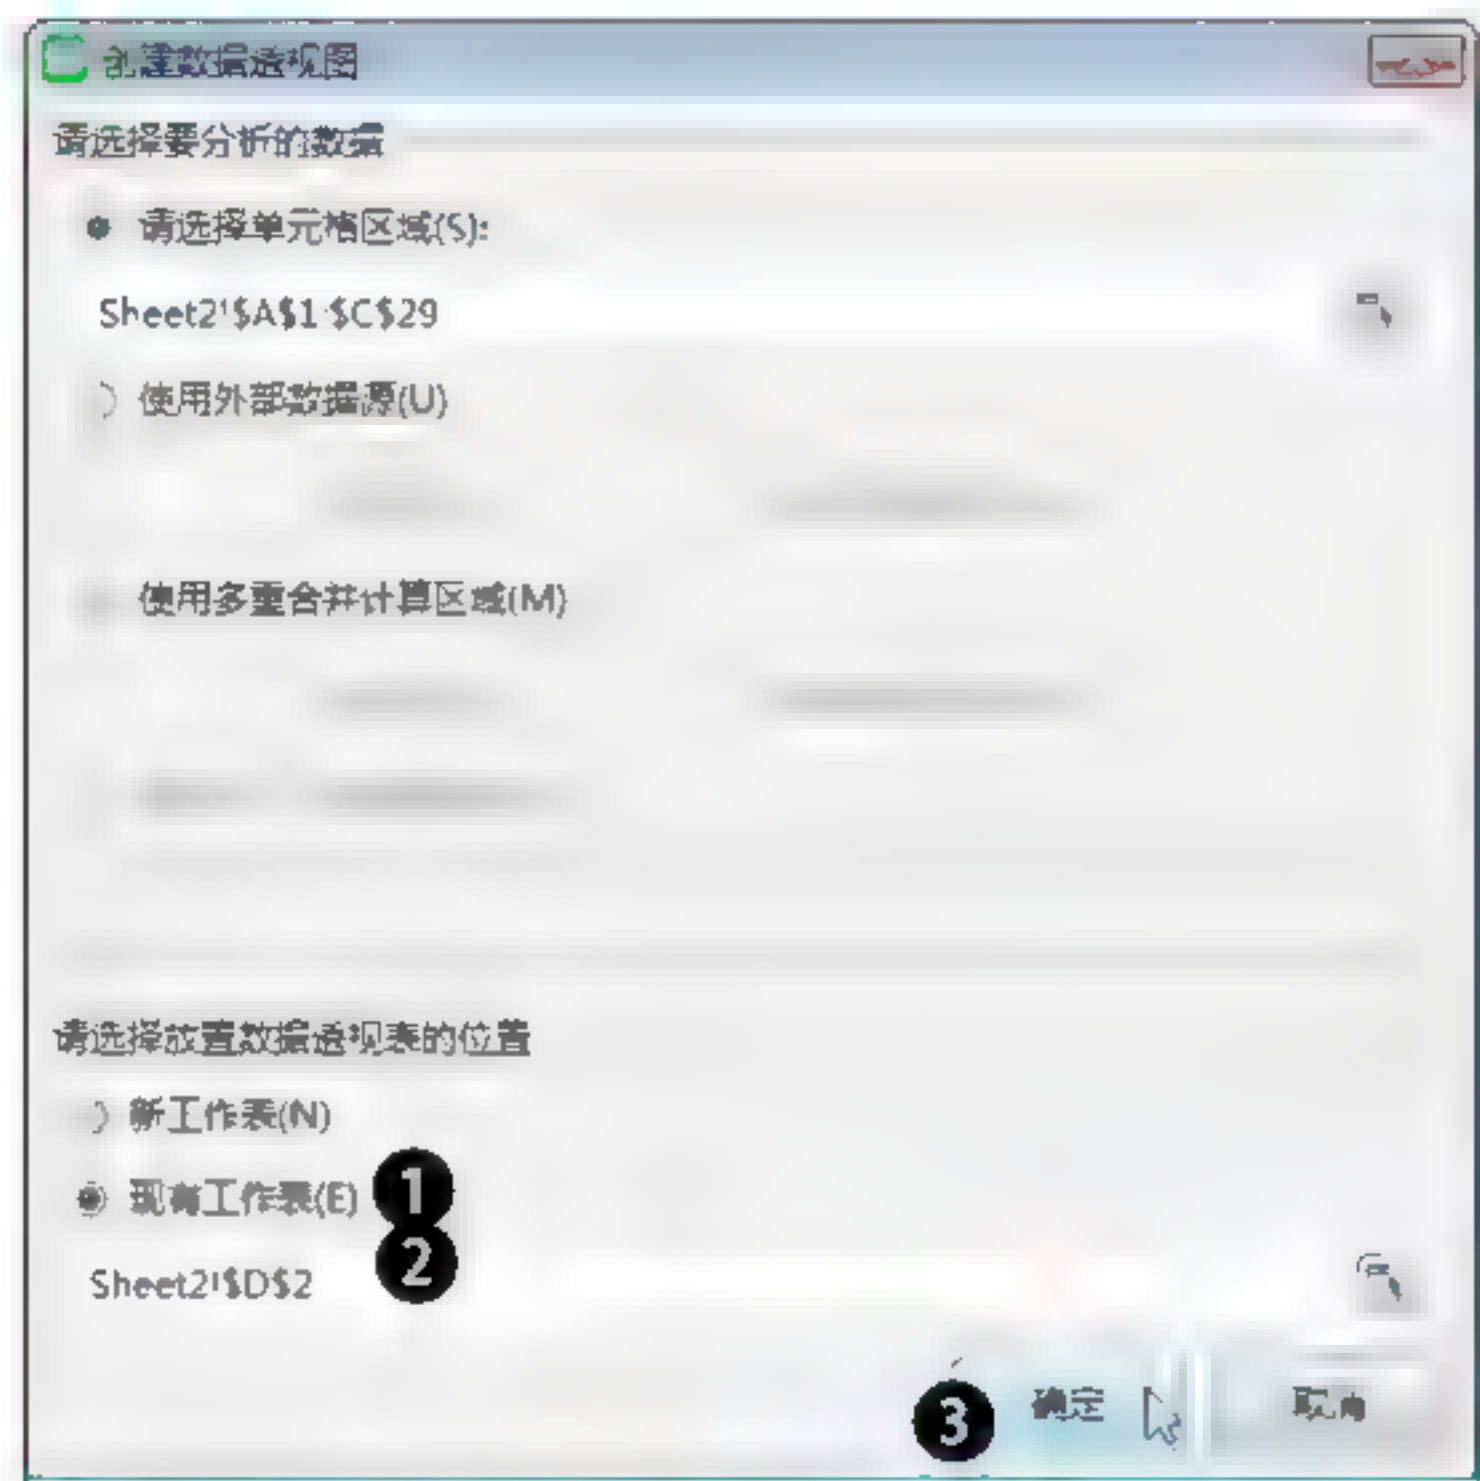 创建数据透视图
请选择要分析的数据
请选择单元格区域(S):
Sheet2!$A$1:$C$29
使用外部数据源(U)
使用多重合并计算区域(M)
请选择放置数据透视表的位置
新工作表(N)
现有工作表(E) 1
2
Sheet2!$D$2
3 确定 取消